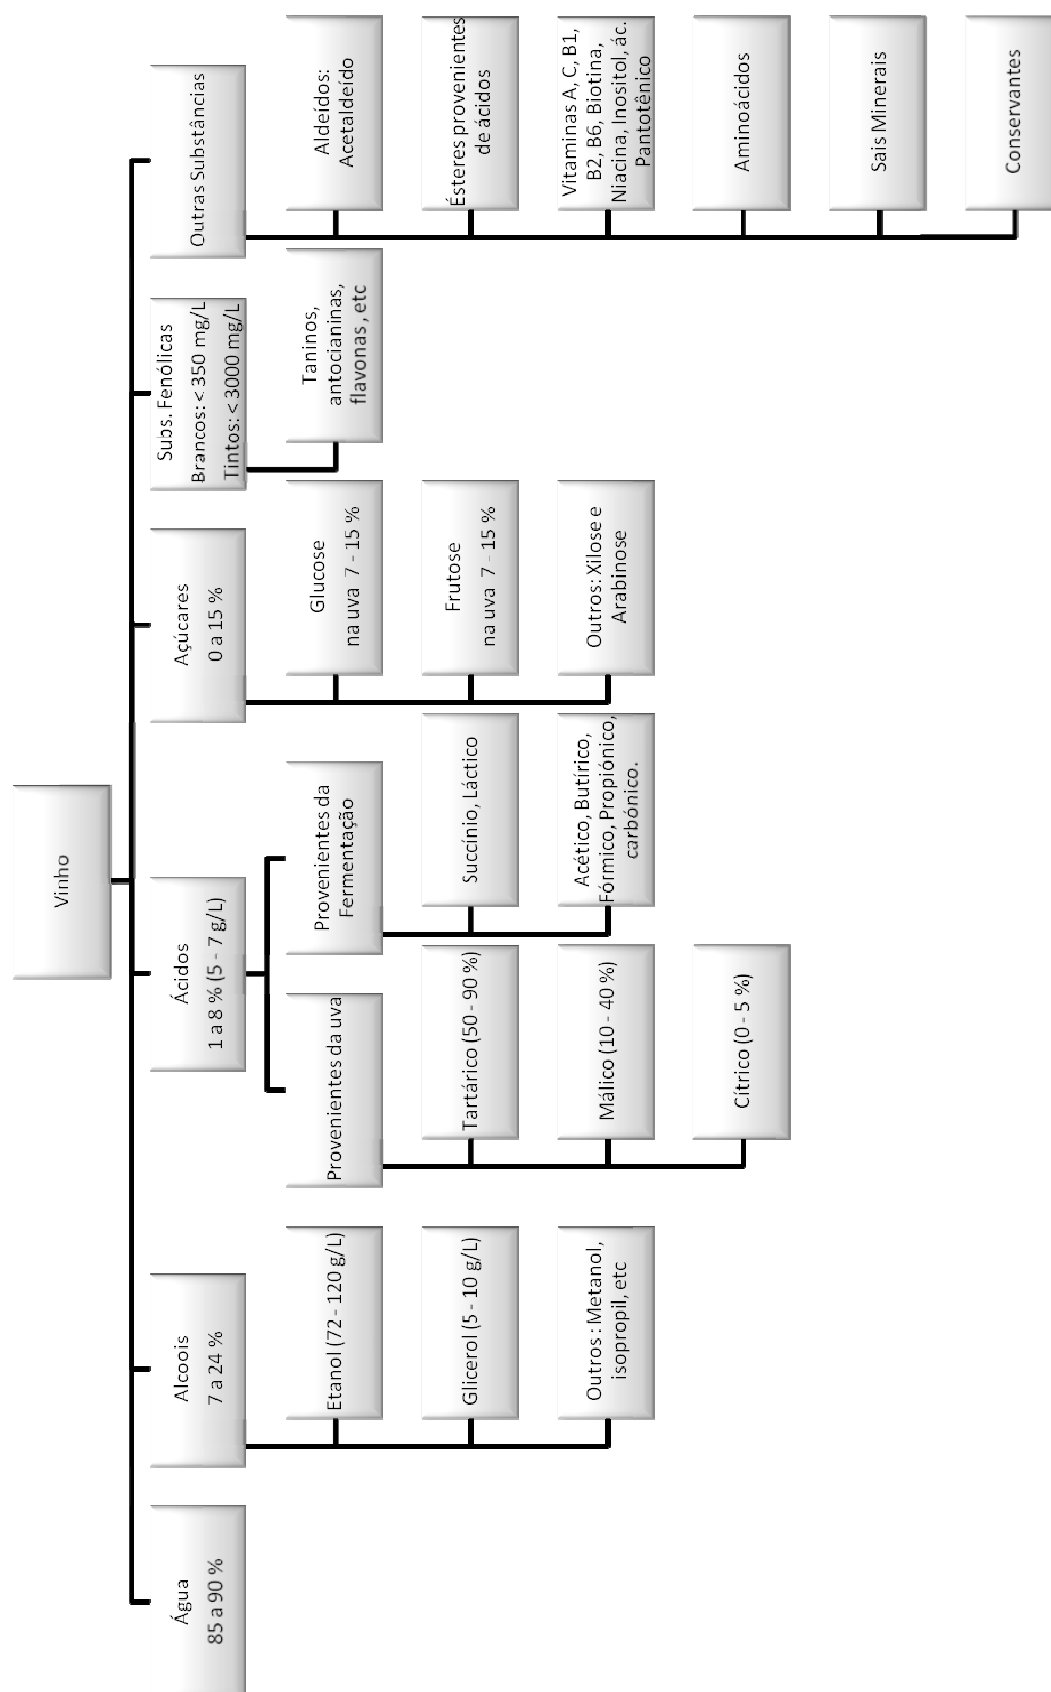 Vinho
Água
85 a 90 %
Alcoois
7 a 24 %
Etanol (72 - 120 g/L)
Glicerol (5 - 10 g/L)
Outros : Metanol,
isopropil, etc
Ácidos
1 a 8 % (5 - 7 g/L)
Provenientes da uva
Tartárico (50 - 90 %)
Málico (10 - 40 %)
Cítrico (0 - 5 %)
Provenientes da
Fermentação
Succínio, Láctico
Acético, Butírico,
Fórmico, Propiónico,
carbónico.
Açúcares
0 a 15 %
Glucose
na uva 7 - 15 %
Frutose
na uva 7 - 15 %
Outros: Xilose e
Arabinose
Subs. Fenólicas
Brancos: < 350 mg/L
Tintos: < 3000 mg/L
Taninos,
antocianinas,
flavonas, etc
Outras Substâncias
Aldeídos:
Acetaldeído
Ésteres provenientes
de ácidos
Vitaminas A, C, B1,
B2, B6, Biotina,
Niacina, Inositol, ác.
Pantotênico
Aminoácidos
Sais Minerais
Conservantes